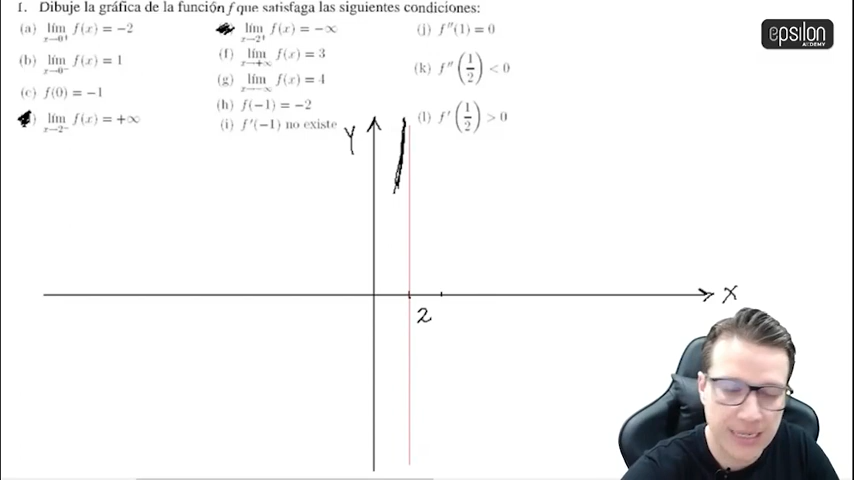 1. Dibuje la gráfica de la función f que satisfaga las siguientes condiciones:
(a) lím x→0⁺ f(x) = −2
(b) lím x→0⁻ f(x) = 1
(c) f(0) = −1
lím x→2⁻ f(x) = +∞
lím x→2⁺ f(x) = −∞
(f) lím x→+∞ f(x) = 3
(g) lím x→−∞ f(x) = 4
(h) f(−1) = −2
(i) f′(−1) no existe
(j) f″(1) = 0
(k) f″(1/2) < 0
(l) f′(1/2) > 0
epsilon
ACADEMY
Y
X
2